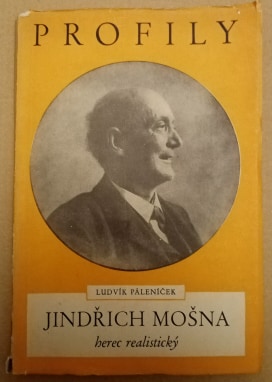 PROFILY
LUDVÍK PÁLENÍČEK
JINDŘICH MOŠNA
herec realistický